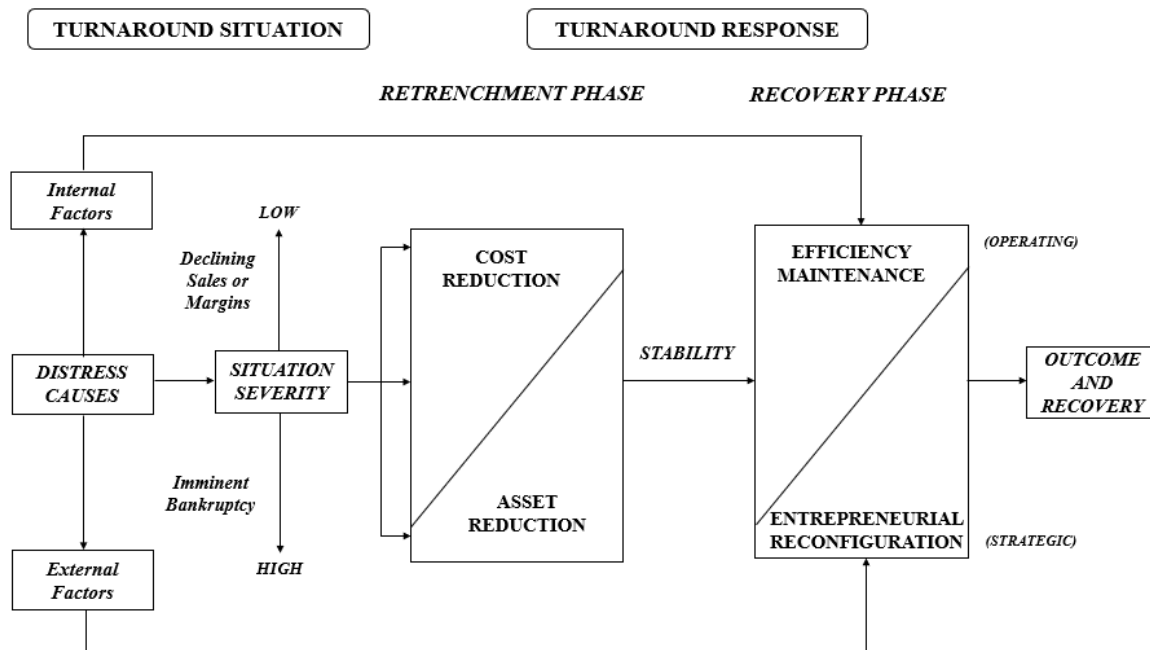 TURNAROUND SITUATION
TURNAROUND RESPONSE
RETRENCHMENT PHASE
RECOVERY PHASE
Internal
Factors
LOW
Declining
Sales or
Margins
COST
REDUCTION
EFFICIENCY
MAINTENANCE
(OPERATING)
DISTRESS
CAUSES
SITUATION
SEVERITY
STABILITY
OUTCOME
AND
RECOVERY
Imminent
Bankruptcy
ASSET
REDUCTION
ENTREPRENEURIAL
RECONFIGURATION
(STRATEGIC)
HIGH
External
Factors